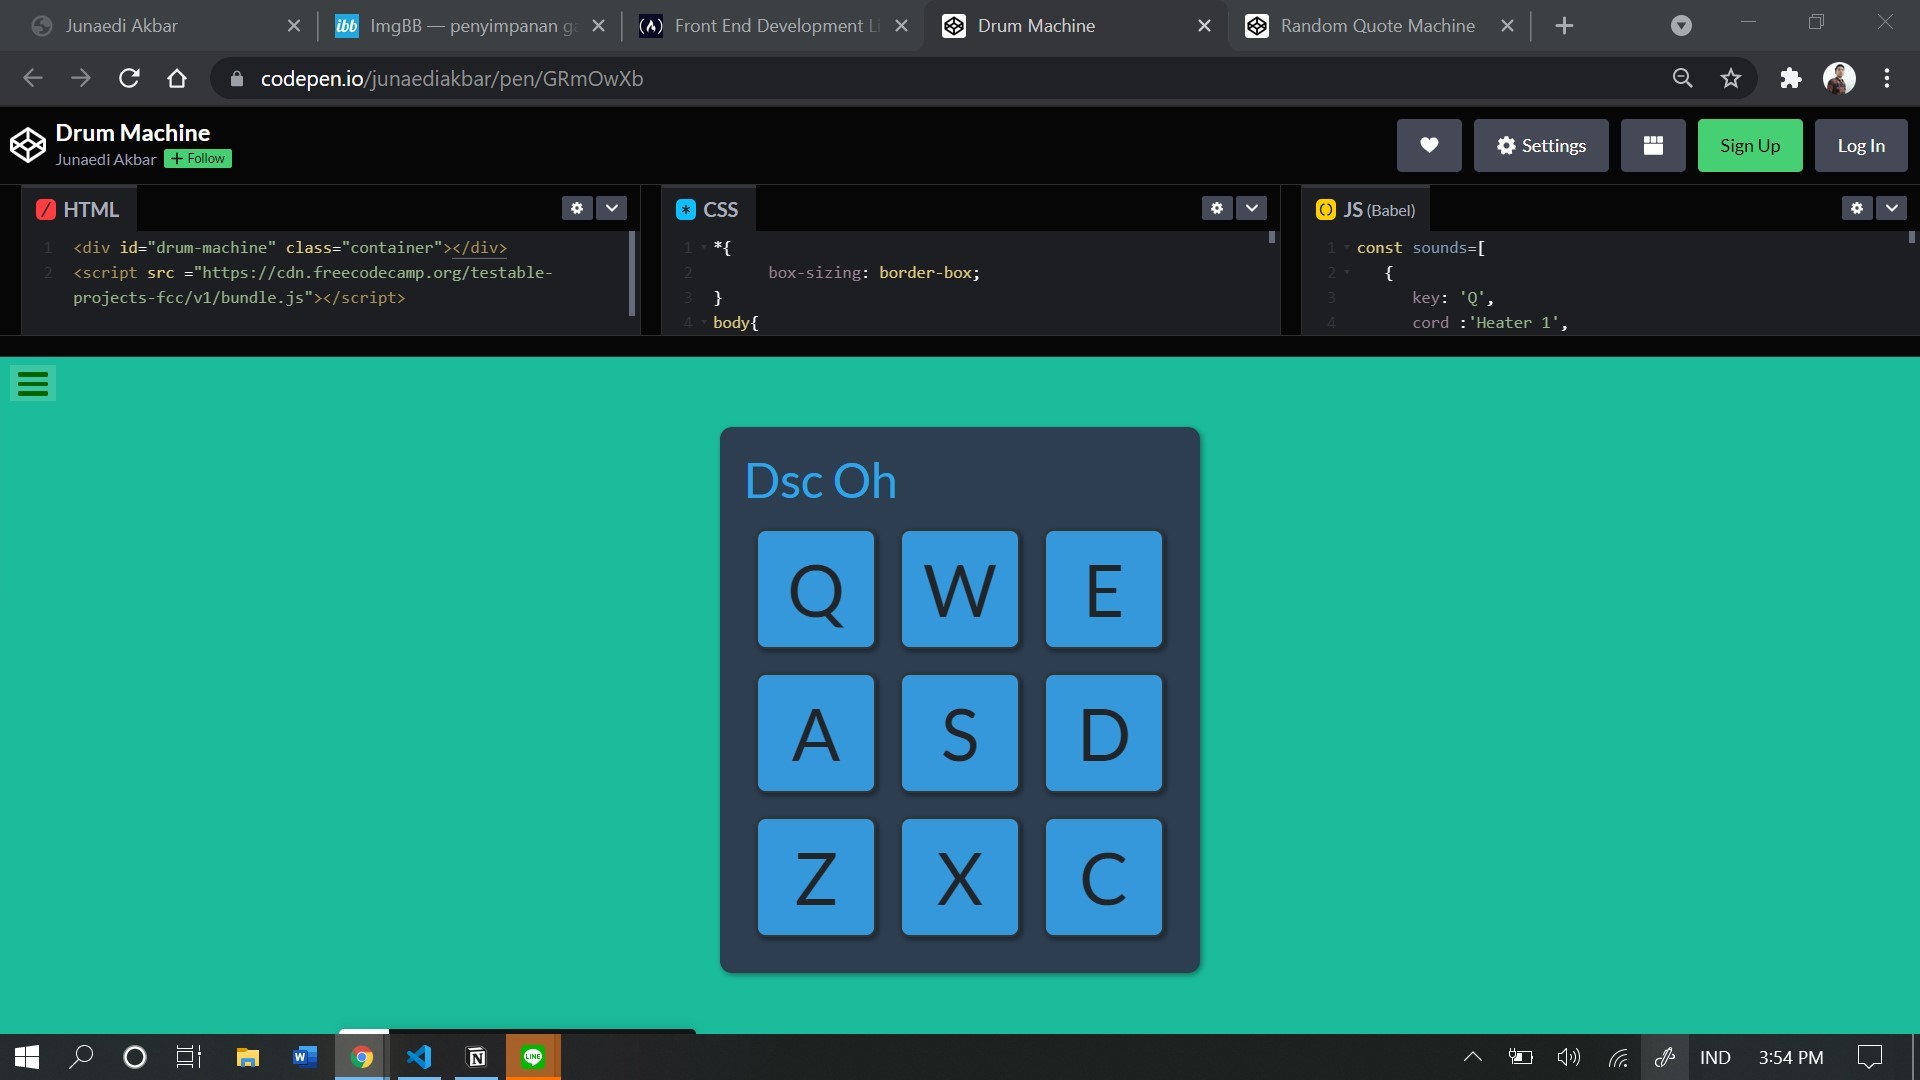 Junaedi Akbar
ibb ImgBB — penyimpanan ga
Front End Development Li
Drum Machine
Random Quote Machine
codepen.io/junaediakbar/pen/GRmOwXb
Drum Machine
Junaedi Akbar + Follow
Settings
Sign Up
Log In
HTML
1 <div id="drum-machine" class="container"></div>
2 <script src ="https://cdn.freecodecamp.org/testable-
projects-fcc/v1/bundle.js"></script>
CSS
1 *{
2 box-sizing: border-box;
3 }
4 body{
JS (Babel)
1 const sounds=[
2 {
3 key: 'Q',
4 cord :'Heater 1',
Dsc Oh
Q W E
A S D
Z X C
W
N
LINE
IND
3:54 PM